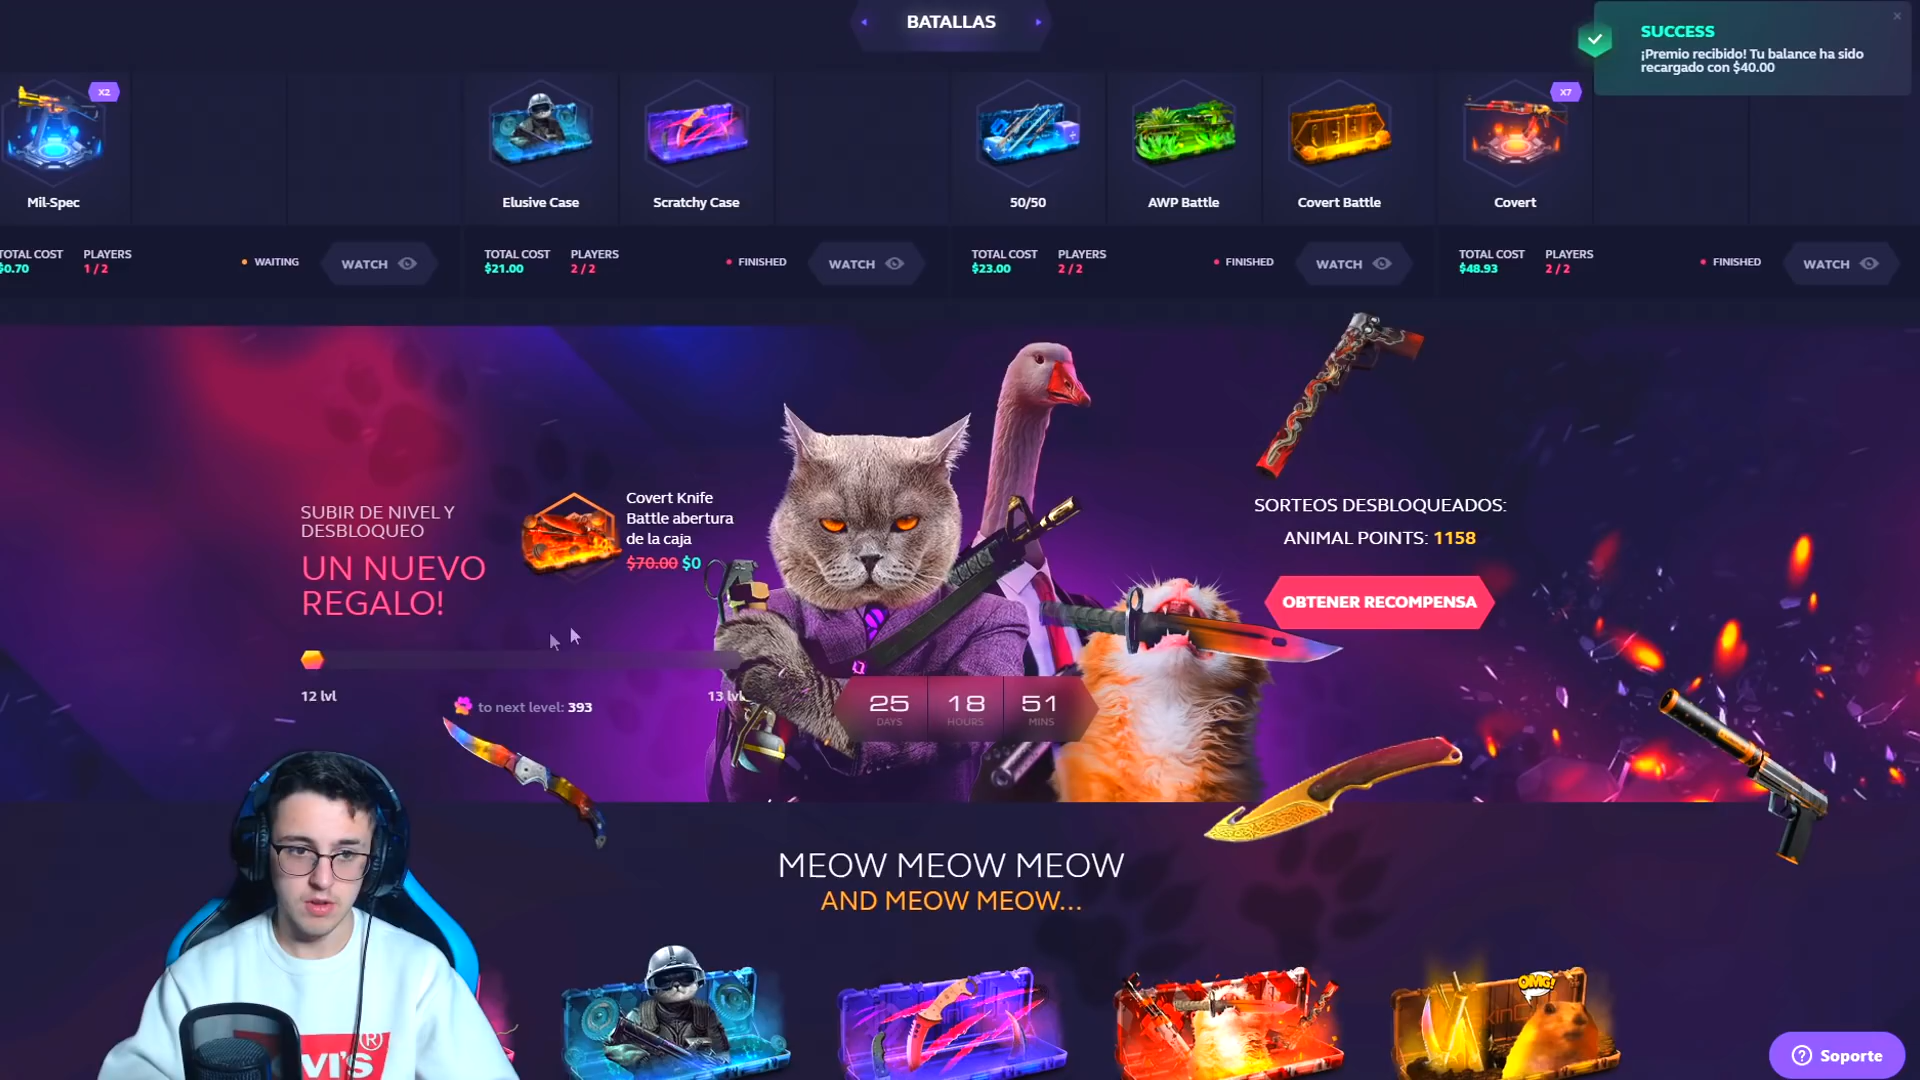 BATALLAS
SUCCESS
¡Premio recibido! Tu balance ha sido
recargado con $40.00
X2
X7
Mil-Spec
Elusive Case
Scratchy Case
50/50
AWP Battle
Covert Battle
Covert
TOTAL COST
$0.70
PLAYERS
1 / 2
WAITING
WATCH
TOTAL COST
$21.00
PLAYERS
2 / 2
FINISHED
WATCH
TOTAL COST
$23.00
PLAYERS
2 / 2
FINISHED
WATCH
TOTAL COST
$48.93
PLAYERS
2 / 2
FINISHED
WATCH
SUBIR DE NIVEL Y
DESBLOQUEO
UN NUEVO
REGALO!
Covert Knife
Battle abertura
de la caja
$70.00 $0
12 lvl
13 lvl
to next level: 393
25
DAYS
18
HOURS
51
MINS
SORTEOS DESBLOQUEADOS:
ANIMAL POINTS: 1158
OBTENER RECOMPENSA
MEOW MEOW MEOW
AND MEOW MEOW...
OMG!
VI'S
®
Soporte